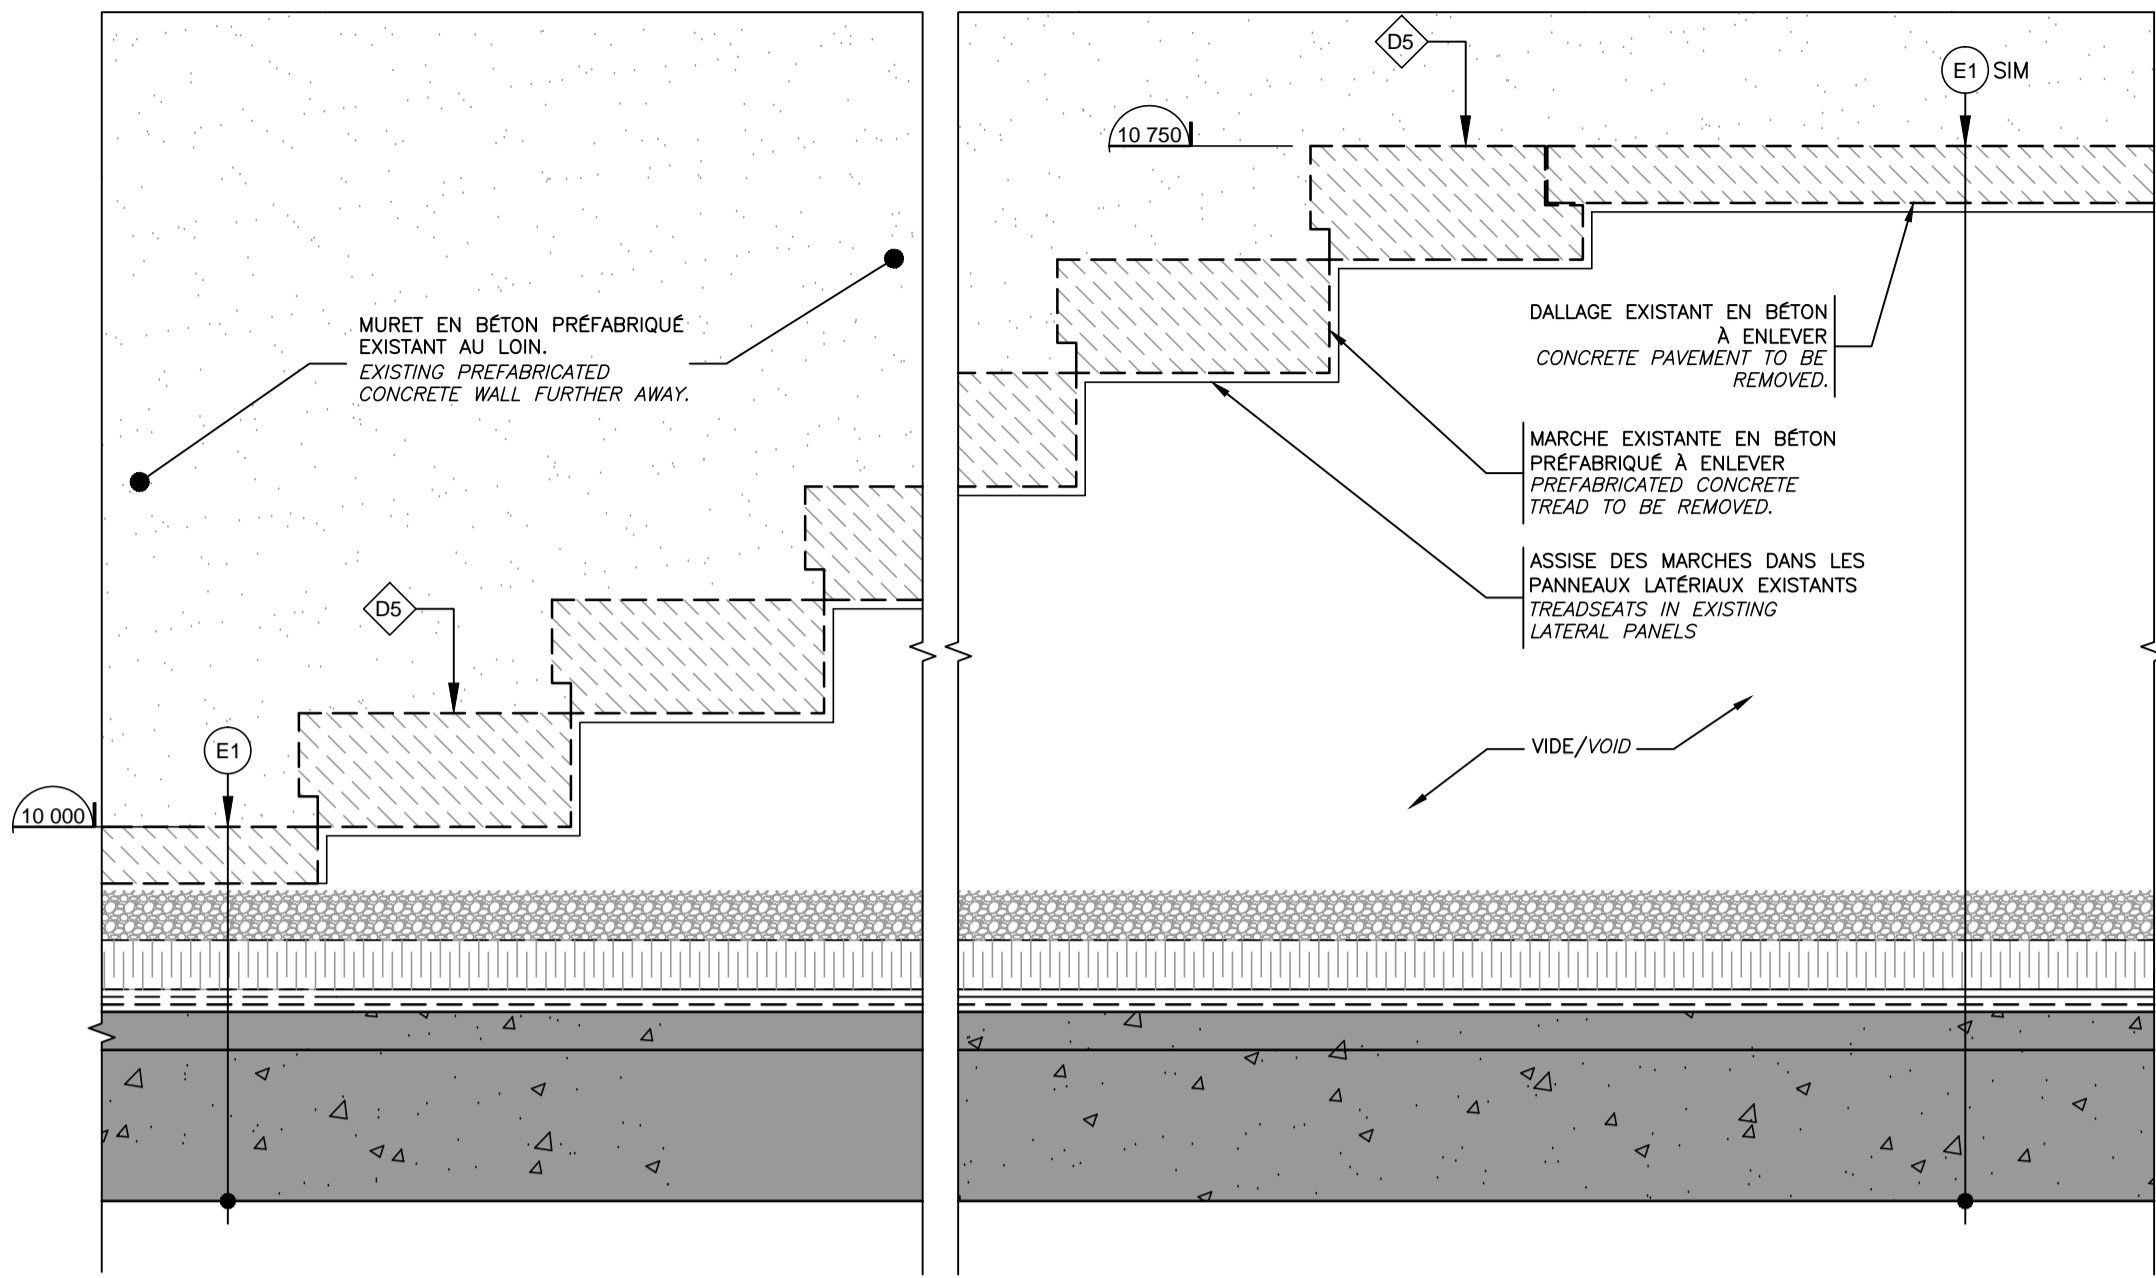 D5
E1
SIM
10 750
MURET EN BÉTON PRÉFABRIQUÉ
EXISTANT AU LOIN.
EXISTING PREFABRICATED
CONCRETE WALL FURTHER AWAY.
DALLAGE EXISTANT EN BÉTON
À ENLEVER
CONCRETE PAVEMENT TO BE
REMOVED.
MARCHE EXISTANTE EN BÉTON
PRÉFABRIQUÉ À ENLEVER
PREFABRICATED CONCRETE
TREAD TO BE REMOVED.
ASSISE DES MARCHES DANS LES
PANNEAUX LATÉRIAUX EXISTANTS
TREADSEATS IN EXISTING
LATERAL PANELS
D5
E1
VIDE/VOID
10 000